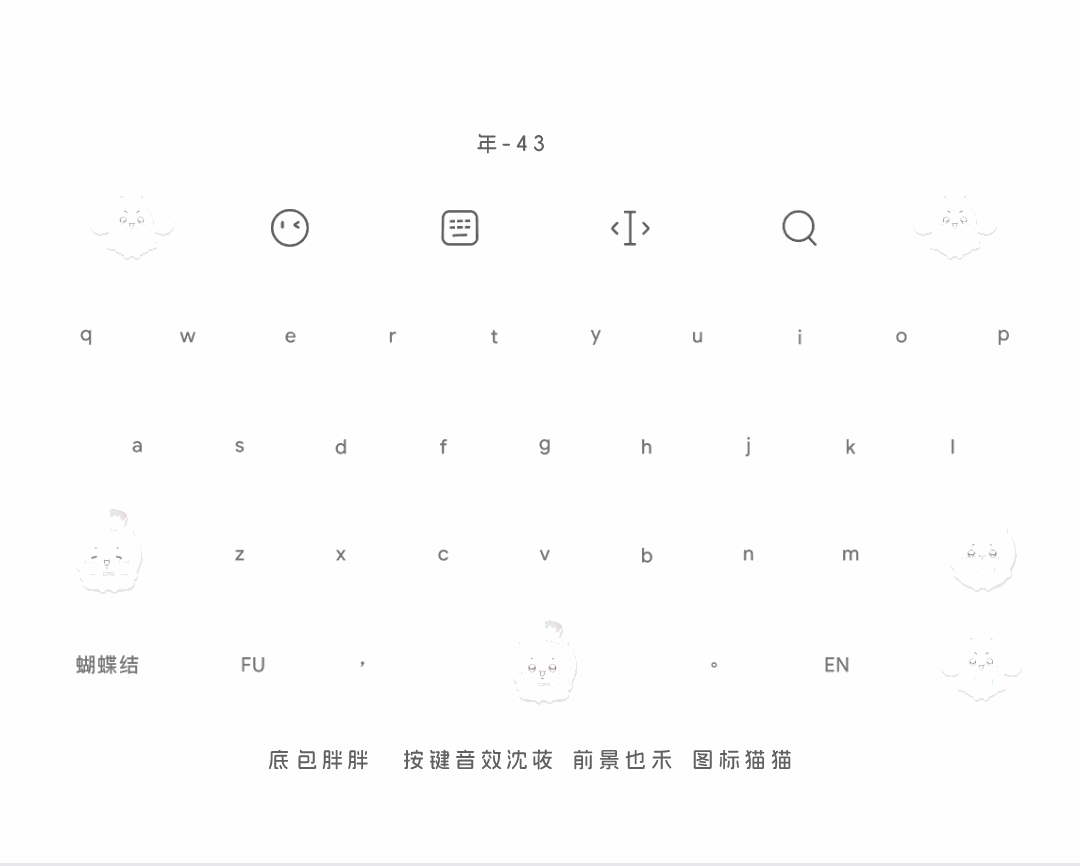 年-43
q w e r t y u i o p
a s d f g h j k l
z x c v b n m
蝴蝶结 FU , 。 EN
底包胖胖 按键音效沈莜 前景也禾 图标猫猫